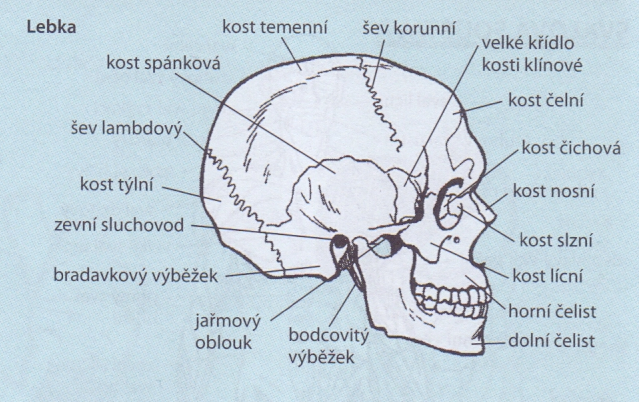 Lebka
kost temenní
šev korunní
velké křídlo
kosti klínové
kost spánková
kost čelní
šev lambdový
kost čichová
kost týlní
kost nosní
zevní sluchovod
kost slzní
bradavkový výběžek
kost lícní
jařmový
oblouk
bodcovitý
výběžek
horní čelist
dolní čelist